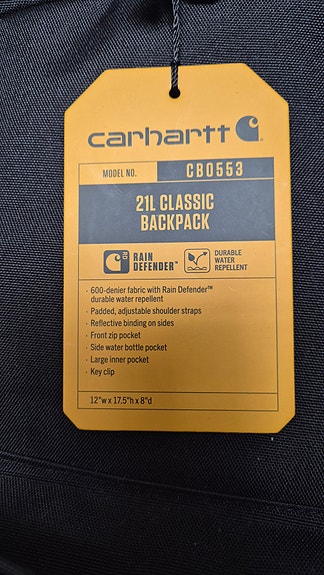 carhartt
MODEL NO. CB0553
21L CLASSIC
BACKPACK
RAIN
DEFENDER™
DURABLE
WATER
REPELLENT
· 600-denier fabric with Rain Defender™
durable water repellent
· Padded, adjustable shoulder straps
· Reflective binding on sides
· Front zip pocket
· Side water bottle pocket
· Large inner pocket
· Key clip
12"w x 17.5"h x 8"d